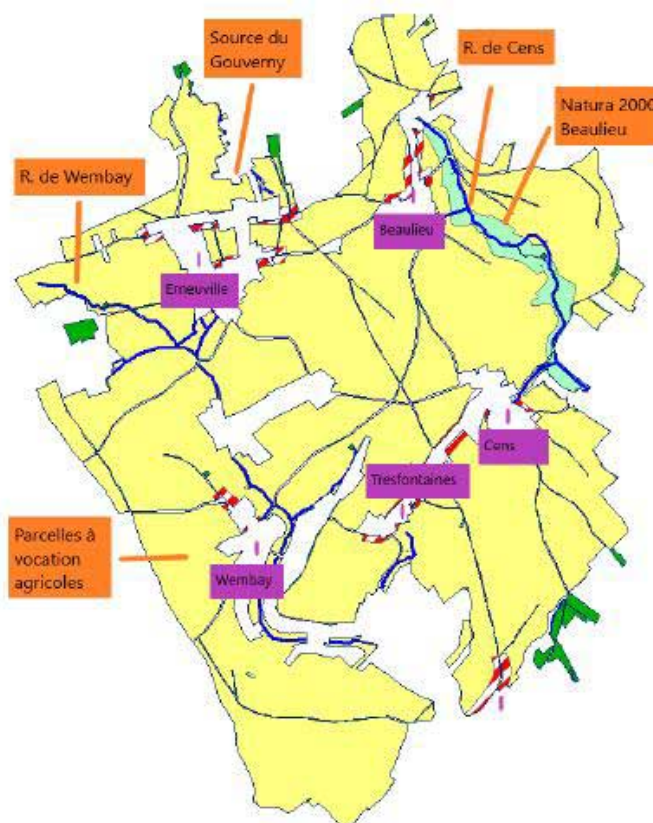 Source du
Gouverny
R. de Cens
Natura 2000
Beaulieu
R. de Wembay
Beaulieu
Erneuville
Cens
Tresfontaines
Parcelles à
vocation
agricoles
Wembay